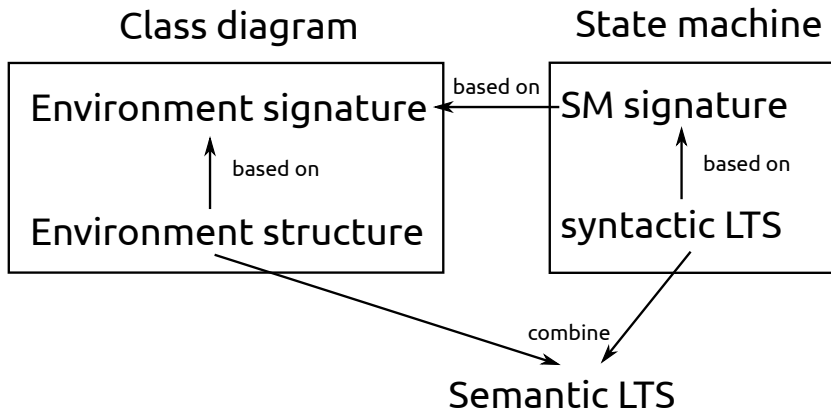 Class diagram
State machine
Environment signature
based on
SM signature
based on
based on
Environment structure
syntactic LTS
combine
Semantic LTS